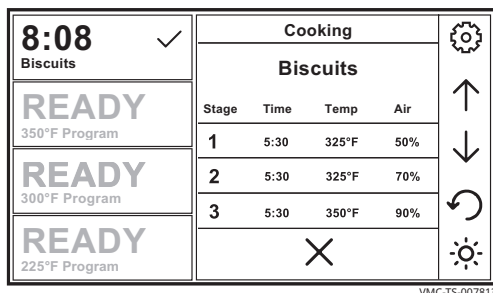 8:08
Biscuits
READY
350°F Program
READY
300°F Program
READY
225°F Program
Cooking
Biscuits
Stage Time Temp Air
1 5:30 325°F 50%
2 5:30 325°F 70%
3 5:30 350°F 90%